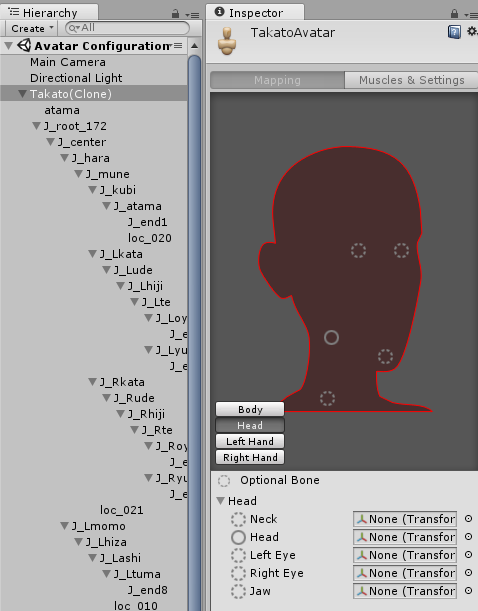 Hierarchy
Create
All
Avatar Configuration
Main Camera
Directional Light
Takato(Clone)
atama
J_root_172
J_center
J_hara
J_mune
J_kubi
J_atama
J_end1
loc_020
J_Lkata
J_Lude
J_Lhiji
J_Lte
J_Loy
J_e
J_Lyu
J_e
J_Rkata
J_Rude
J_Rhiji
J_Rte
J_Roy
J_e
J_Ryu
J_e
loc_021
J_Lmomo
J_Lhiza
J_Lashi
J_Ltuma
J_end8
loc_010
Inspector
TakatoAvatar
Mapping
Muscles & Settings
Body
Head
Left Hand
Right Hand
Optional Bone
Head
Neck None (Transfor
Head None (Transfor
Left Eye None (Transfor
Right Eye None (Transfor
Jaw None (Transfor